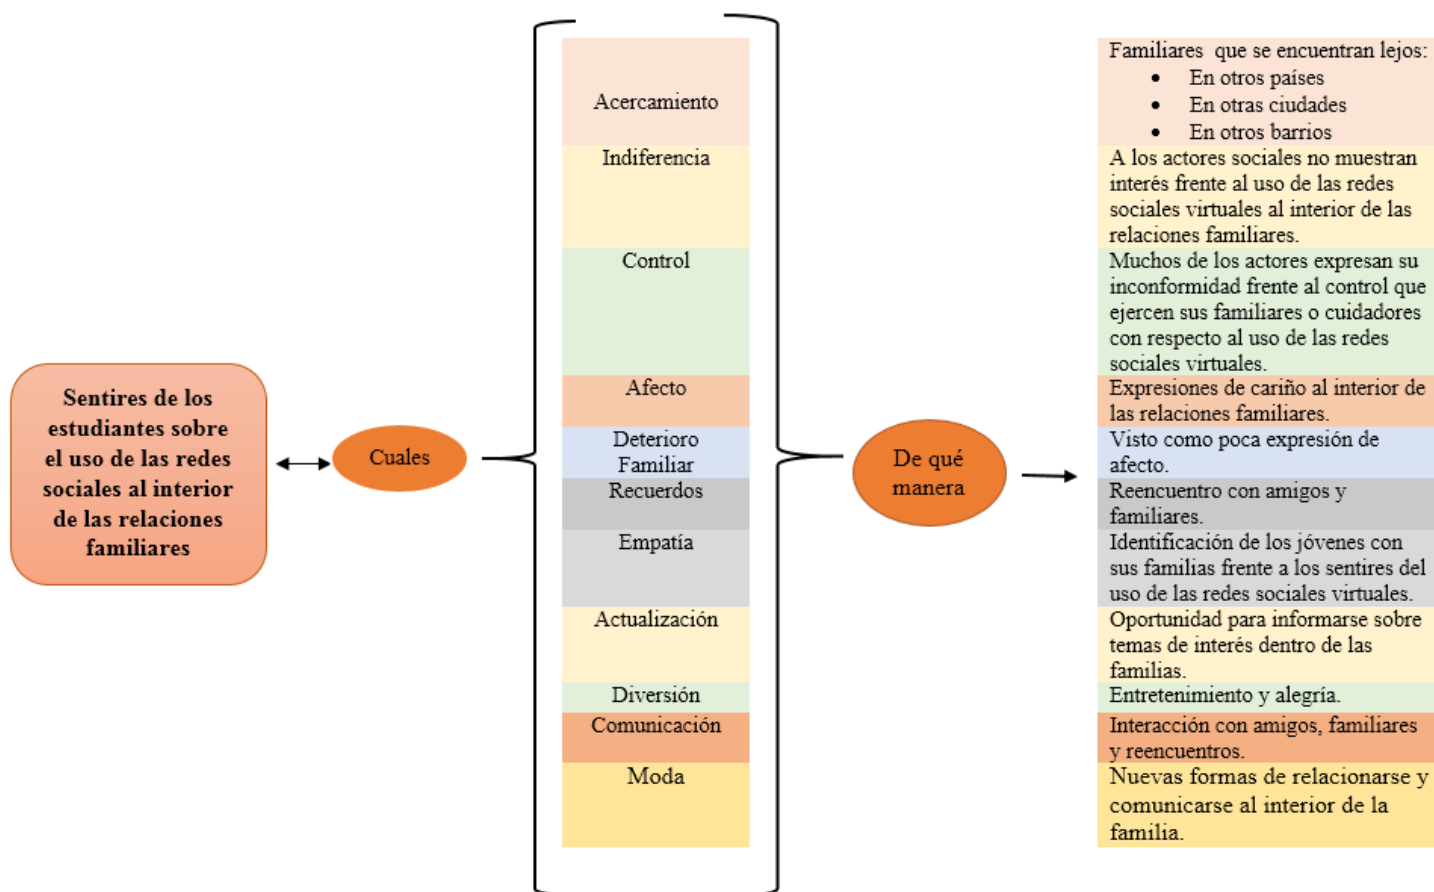 Sentires de los
estudiantes sobre
el uso de las redes
sociales al interior
de las relaciones
familiares
Cuales
Acercamiento
Indiferencia
Control
Afecto
Deterioro
Familiar
Recuerdos
Empatía
Actualización
Diversión
Comunicación
Moda
De qué
manera
Familiares que se encuentran lejos:
• En otros países
• En otras ciudades
• En otros barrios
A los actores sociales no muestran
interés frente al uso de las redes
sociales virtuales al interior de las
relaciones familiares.
Muchos de los actores expresan su
inconformidad frente al control que
ejercen sus familiares o cuidadores
con respecto al uso de las redes
sociales virtuales.
Expresiones de cariño al interior de
las relaciones familiares.
Visto como poca expresión de
afecto.
Reencuentro con amigos y
familiares.
Identificación de los jóvenes con
sus familias frente a los sentires del
uso de las redes sociales virtuales.
Oportunidad para informarse sobre
temas de interés dentro de las
familias.
Entretenimiento y alegría.
Interacción con amigos, familiares
y reencuentros.
Nuevas formas de relacionarse y
comunicarse al interior de la
familia.